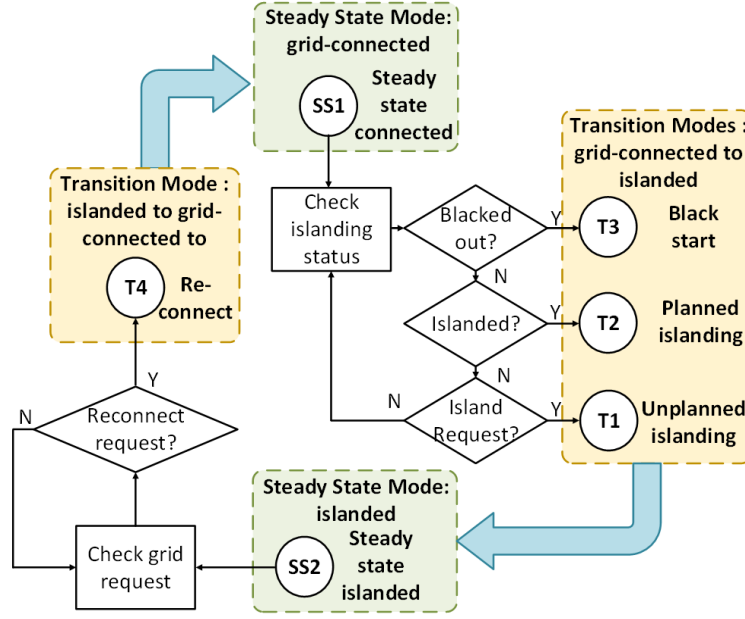 Steady State Mode:
grid-connected
SS1
Steady
state
connected
Transition Modes :
grid-connected to
islanded
Transition Mode :
islanded to grid-
connected to
T4
Re-
connect
Check
islanding
status
Blacked
out?
Y
T3
Black
start
N
Islanded?
Y
T2
Planned
islanding
N
Island
Request?
N
Y
T1
Unplanned
islanding
Y
N
Reconnect
request?
Steady State Mode:
islanded
SS2
Steady
state
islanded
Check grid
request